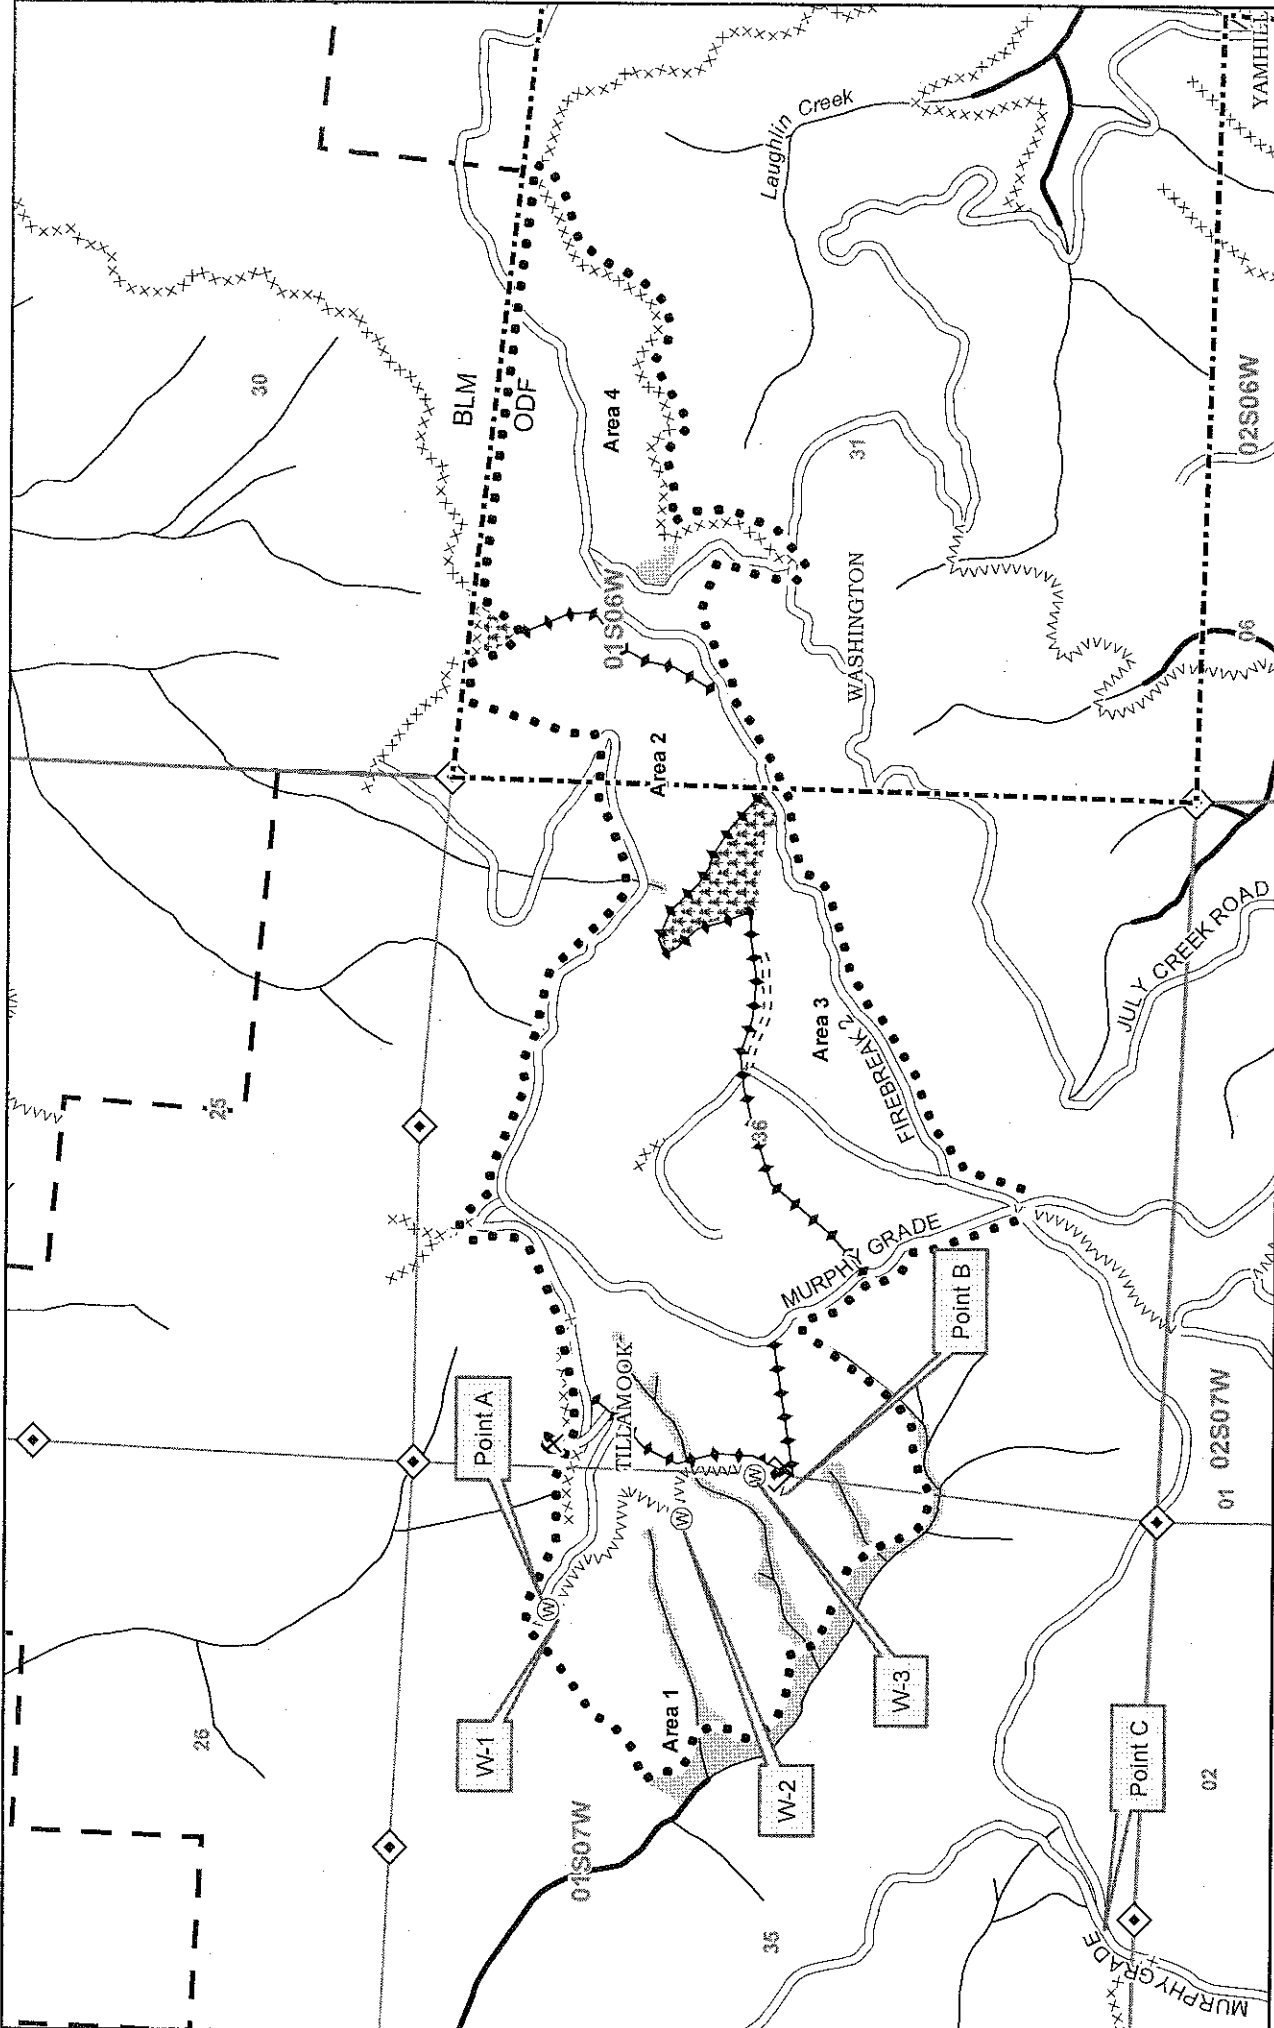 26
25
30
BLM
ODF
01S07W
W-1
Point A
TILLAMOOK
Area 1
W
W
W
W-2
W-3
Point B
MURPHY GRADE
36
Area 2
Area 3
FIREBREAK 2
01S06W
Area 4
WASHINGTON
31
Laughlin Creek
35
Point C
MURPHY GRADE
02
01
02S07W
JULY CREEK ROAD
06
02S06W
YAMHILL